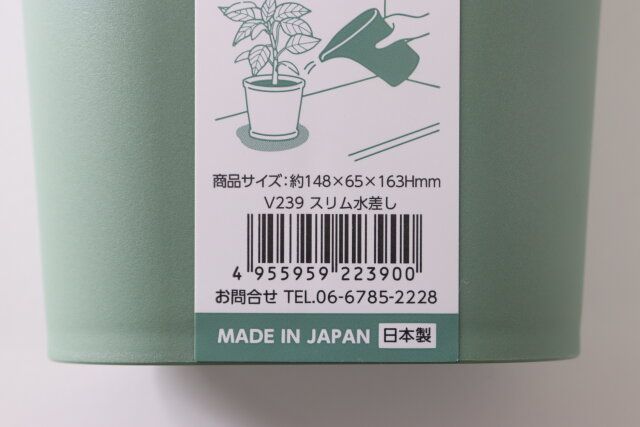 商品サイズ:約148×65×163Hmm
V239 スリム水差し
4 955959 223900
お問合せ TEL.06-6785-2228
MADE IN JAPAN 日本製